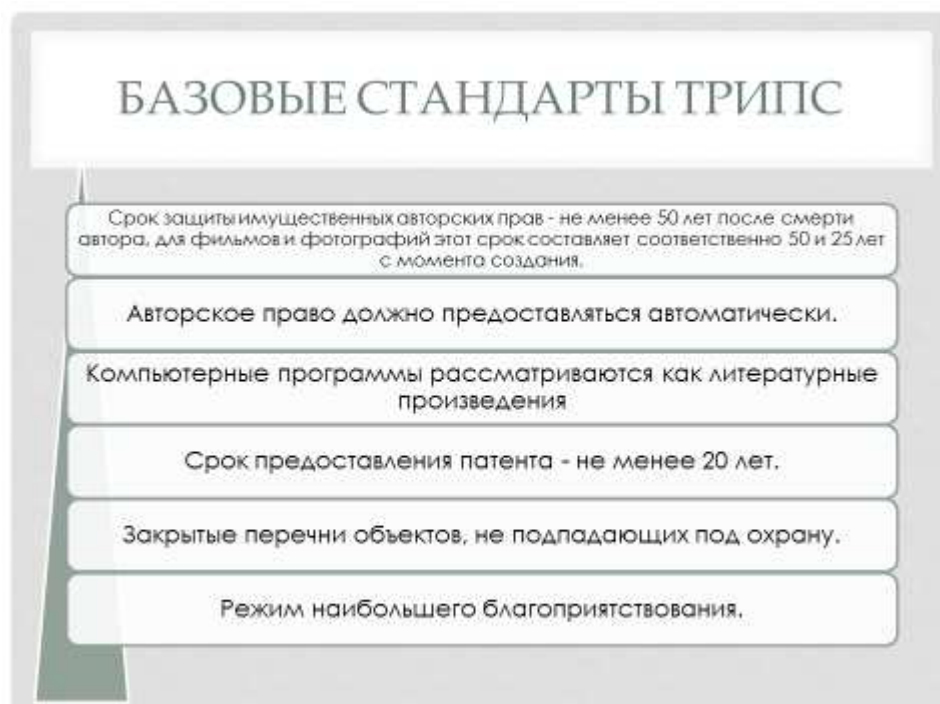 БАЗОВЫЕ СТАНДАРТЫ ТРИПС
Срок защиты имущественных авторских прав - не менее 50 лет после смерти
автора, для фильмов и фотографий этот срок составляет соответственно 50 и 25 лет
с момента создания.
Авторское право должно предоставляться автоматически.
Компьютерные программы рассматриваются как литературные
произведения
Срок предоставления патента - не менее 20 лет.
Закрытые перечни объектов, не подпадающих под охрану.
Режим наибольшего благоприятствования.